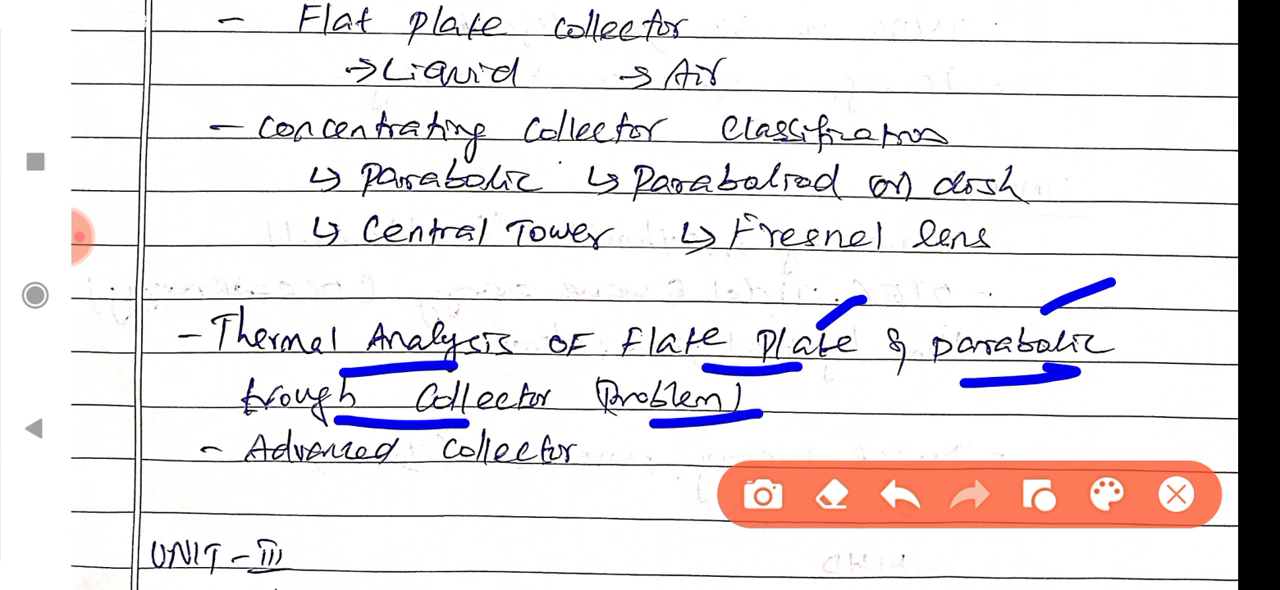 - Flat Plate Collector
→ Liquid → Air
- Concentrating Collector Classification
↳ Parabolic ↳ Paraboliod or dish
↳ Central Tower ↳ Fresnel lens
- Thermal Analysis OF Flate Plate & parabolic
trough Collector (Problem)
- Advanced Collector
UNIT - III